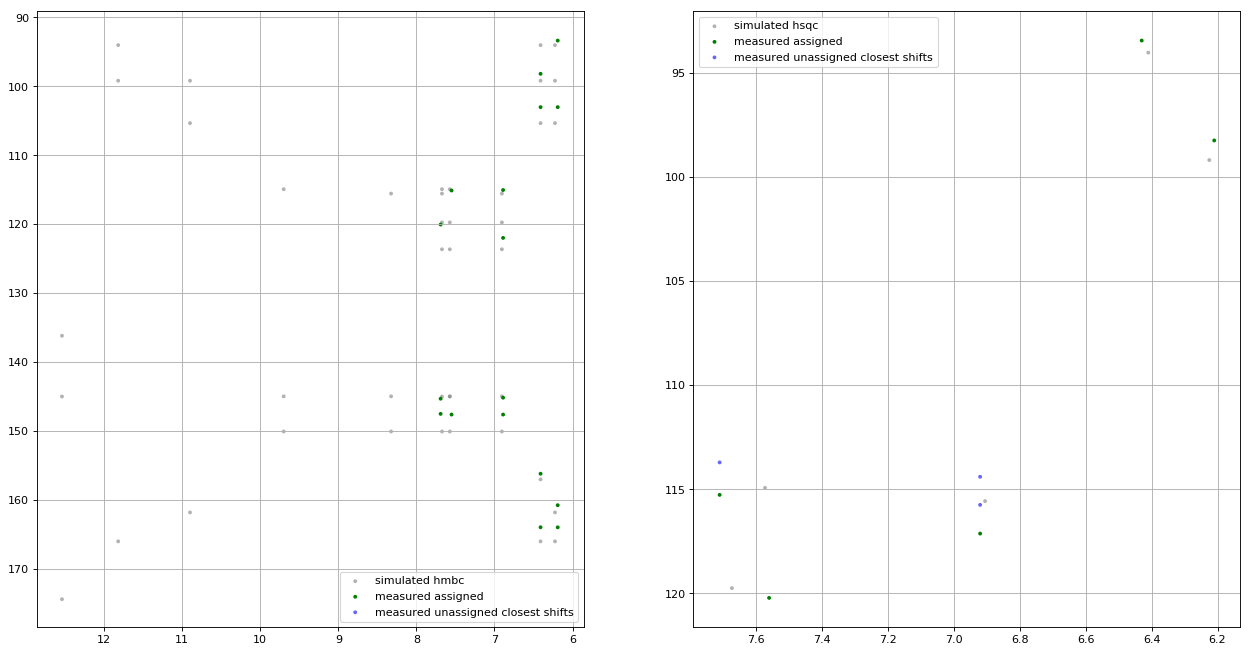 90
100
110
120
130
140
150
160
170
12 11 10 9 8 7 6
simulated hmbc
measured assigned
measured unassigned closest shifts
simulated hsqc
measured assigned
measured unassigned closest shifts
95
100
105
110
115
120
7.6 7.4 7.2 7.0 6.8 6.6 6.4 6.2